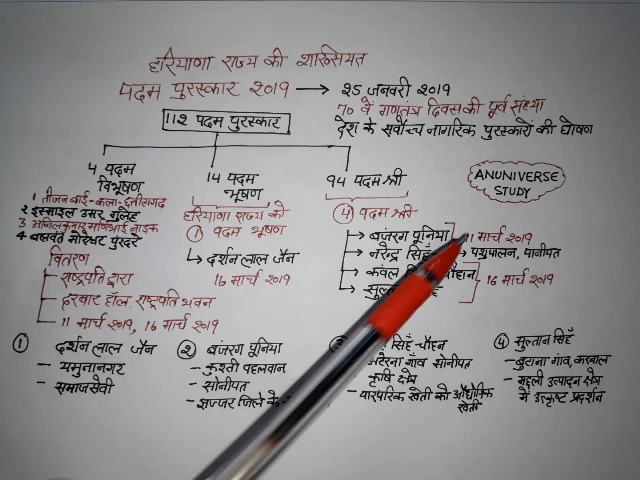 हरियाणा राज्य की शख्सियत
पदम पुरस्कार २०१९ → २५ जनवरी २०१९
७० वें गणतंत्र दिवस की पूर्व संध्या
देश के सर्वोच्च नागरिक पुरस्कारों की घोषणा
112 पदम पुरस्कार
4 पदम विभूषण
14 पदम भूषण
94 पदम श्री
ANUNIVERSE
STUDY
1 तीजन बाई-कला-छत्तीसगढ
2 इस्माइल उमर गुलेह
3 अनिलकुमार मणिभाई नाइक
4 बलवंत मोरेश्वर पुरंदरे
हरियाणा राज्य को
① पदम भूषण
दर्शन लाल जैन
16 मार्च 2019
④ पदम श्री
बजरंग पूनिया
11 मार्च 2019
नरेन्द्र सिंह → पशुपालन, पानीपत
कंवल चौहान
16 मार्च 2019
वितरण
राष्ट्रपति द्वारा
दरबार हॉल, राष्ट्रपति भवन
11 मार्च 2019, 16 मार्च 2019
① दर्शन लाल जैन
- यमुनानगर
- समाजसेवी
② बजरंग पूनिया
- कुश्ती पहलवान
- सोनीपत
- झज्जर जिले के
सिंह चौहान
अटेरना गाँव सोनीपत
कृषि क्षेत्र
- पारंपरिक खेती को औद्योगिक
खेती
④ सुल्तान सिंह
- बुटाना गांव, करनाल
- मछली उत्पादन क्षेत्र
में उत्कृष्ट प्रदर्शन